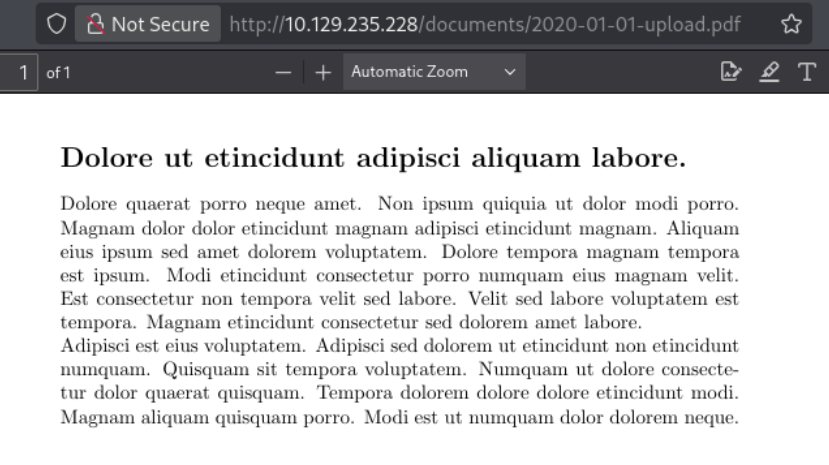 Not Secure http://10.129.235.228/documents/2020-01-01-upload.pdf
1 of 1 — + Automatic Zoom T
Dolore ut etincidunt adipisci aliquam labore.
Dolore quaerat porro neque amet. Non ipsum quiquia ut dolor modi porro.
Magnam dolor dolor etincidunt magnam adipisci etincidunt magnam. Aliquam
eius ipsum sed amet dolorem voluptatem. Dolore tempora magnam tempora
est ipsum. Modi etincidunt consectetur porro numquam eius magnam velit.
Est consectetur non tempora velit sed labore. Velit sed labore voluptatem est
tempora. Magnam etincidunt consectetur sed dolorem amet labore.
Adipisci est eius voluptatem. Adipisci sed dolorem ut etincidunt non etincidunt
numquam. Quisquam sit tempora voluptatem. Numquam ut dolore consecte-
tur dolor quaerat quisquam. Tempora dolorem dolore dolore etincidunt modi.
Magnam aliquam quisquam porro. Modi est ut numquam dolor dolorem neque.